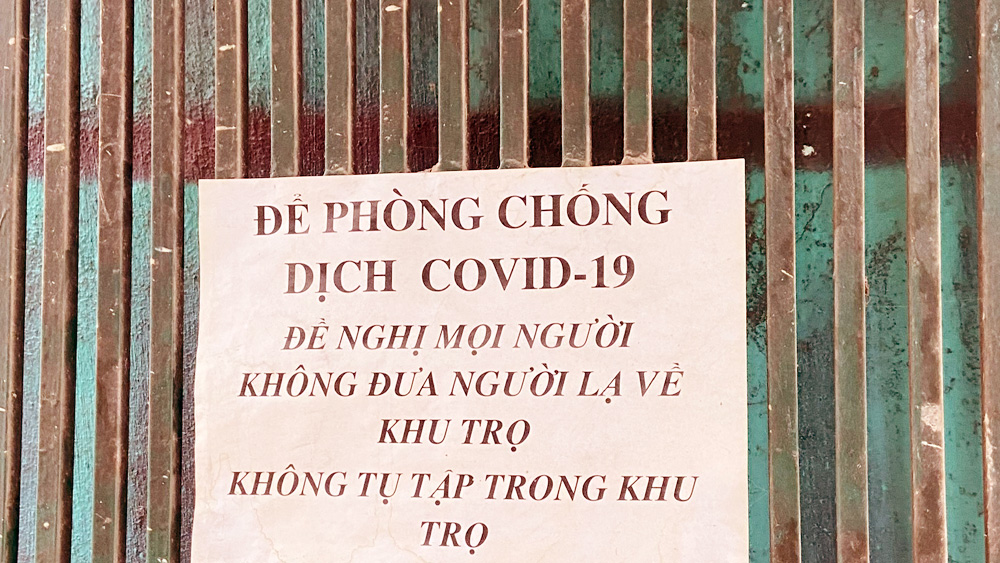 ĐỂ PHÒNG CHỐNG
DỊCH COVID-19
ĐỀ NGHỊ MỌI NGƯỜI
KHÔNG ĐƯA NGƯỜI LẠ VỀ
KHU TRỌ
KHÔNG TỤ TẬP TRONG KHU
TRỌ